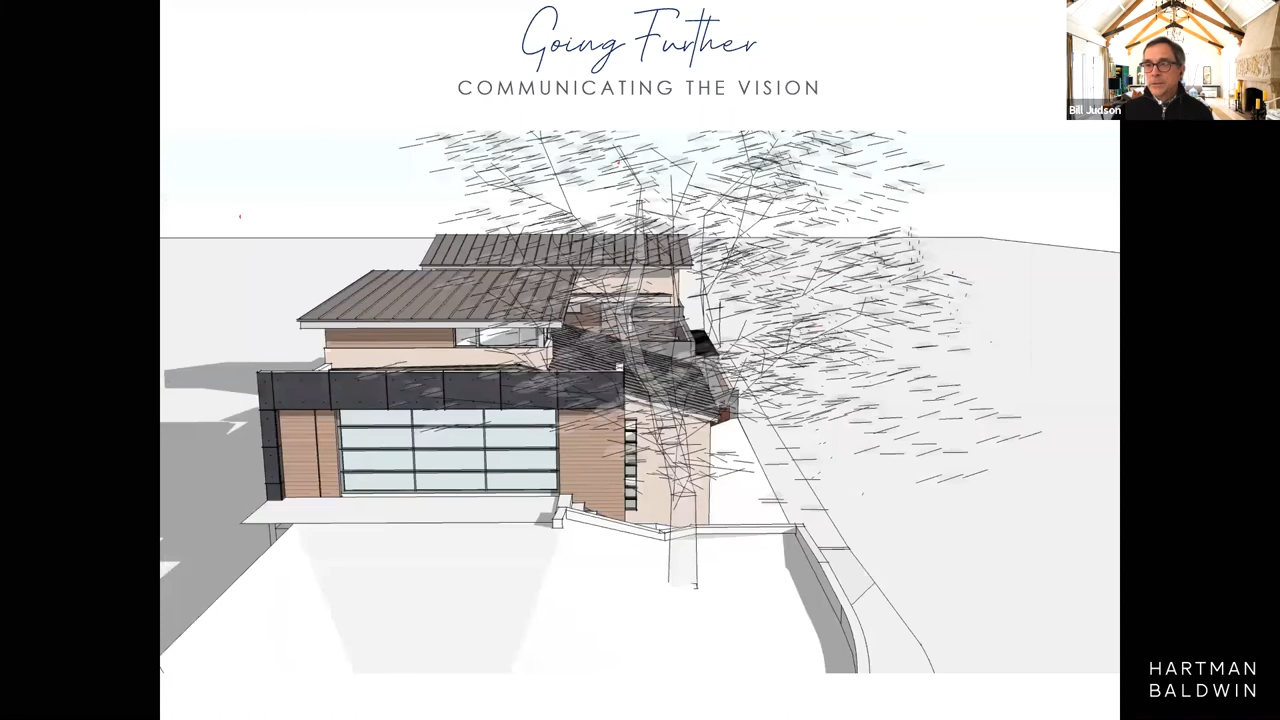 Going Further
COMMUNICATING THE VISION
Bill Judson
HARTMAN
BALDWIN